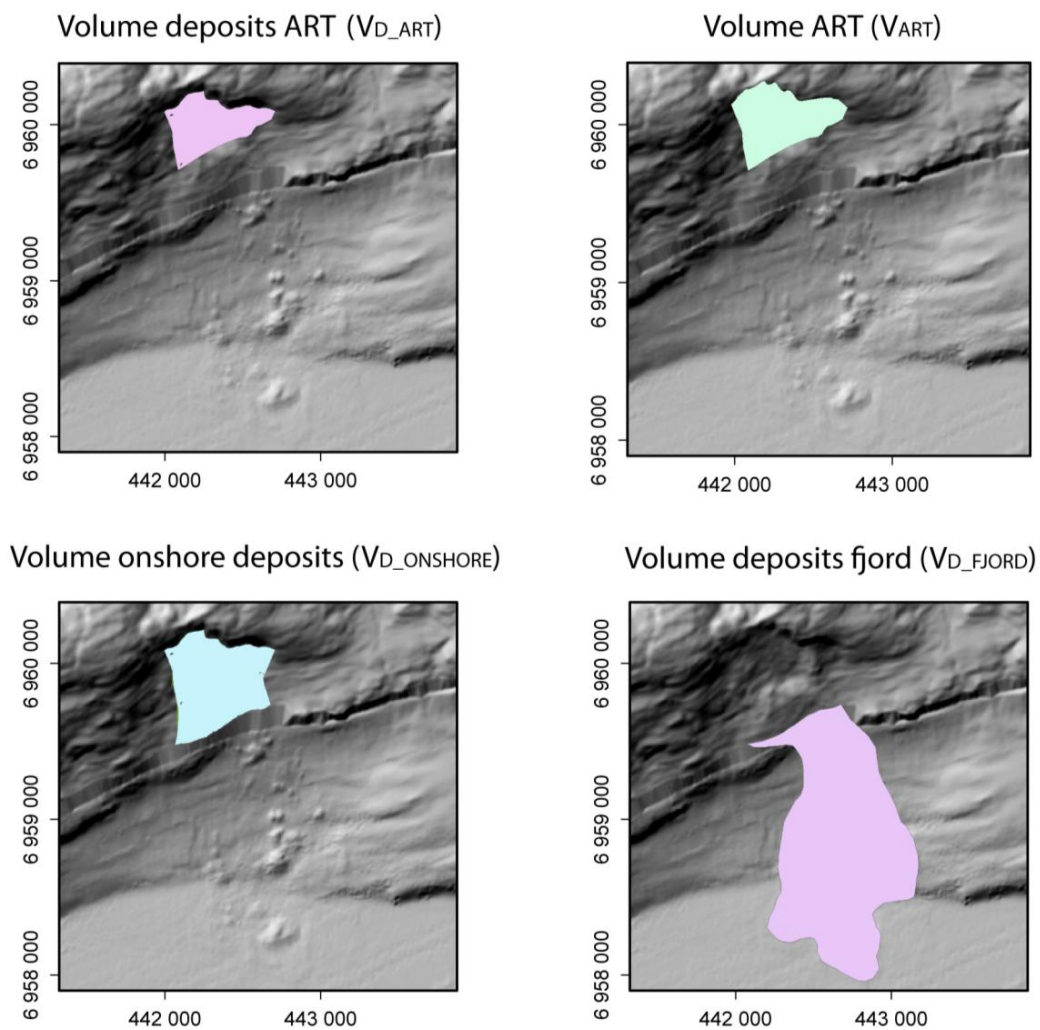 Volume deposits ART (VD_ART)
6 960 000
6 959 000
6 958 000
442 000 443 000
Volume ART (VART)
6 960 000
6 959 000
6 958 000
442 000 443 000
Volume onshore deposits (VD_ONSHORE)
6 960 000
6 959 000
6 958 000
442 000 443 000
Volume deposits fjord (VD_FJORD)
6 960 000
6 959 000
6 958 000
442 000 443 000